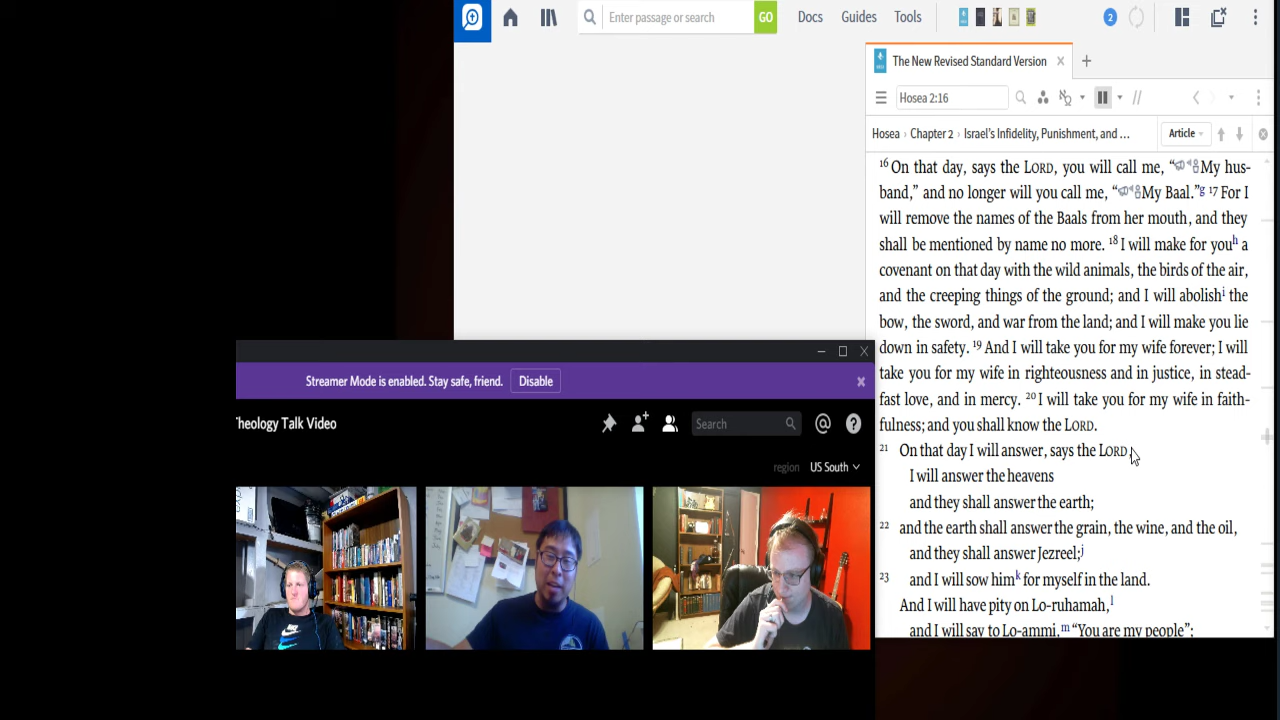 Enter passage or search
GO
Docs
Guides
Tools
2
The New Revised Standard Version
Hosea 2:16
Hosea › Chapter 2 › Israel's Infidelity, Punishment, and ...
Article
16 On that day, says the LORD, you will call me, “My hus-
band,” and no longer will you call me, “My Baal.”g 17 For I
will remove the names of the Baals from her mouth, and they
shall be mentioned by name no more. 18 I will make for youh a
covenant on that day with the wild animals, the birds of the air,
and the creeping things of the ground; and I will abolishi the
bow, the sword, and war from the land; and I will make you lie
down in safety. 19 And I will take you for my wife forever; I will
take you for my wife in righteousness and in justice, in stead-
fast love, and in mercy. 20 I will take you for my wife in faith-
fulness; and you shall know the LORD.
21 On that day I will answer, says the LORD
I will answer the heavens
and they shall answer the earth;
22 and the earth shall answer the grain, the wine, and the oil,
and they shall answer Jezreel;j
23 and I will sow himk for myself in the land.
And I will have pity on Lo-ruhamah,l
and I will say to Lo-ammi,m “You are my people”;
Streamer Mode is enabled. Stay safe, friend.
Disable
Theology Talk Video
Search
region
US South